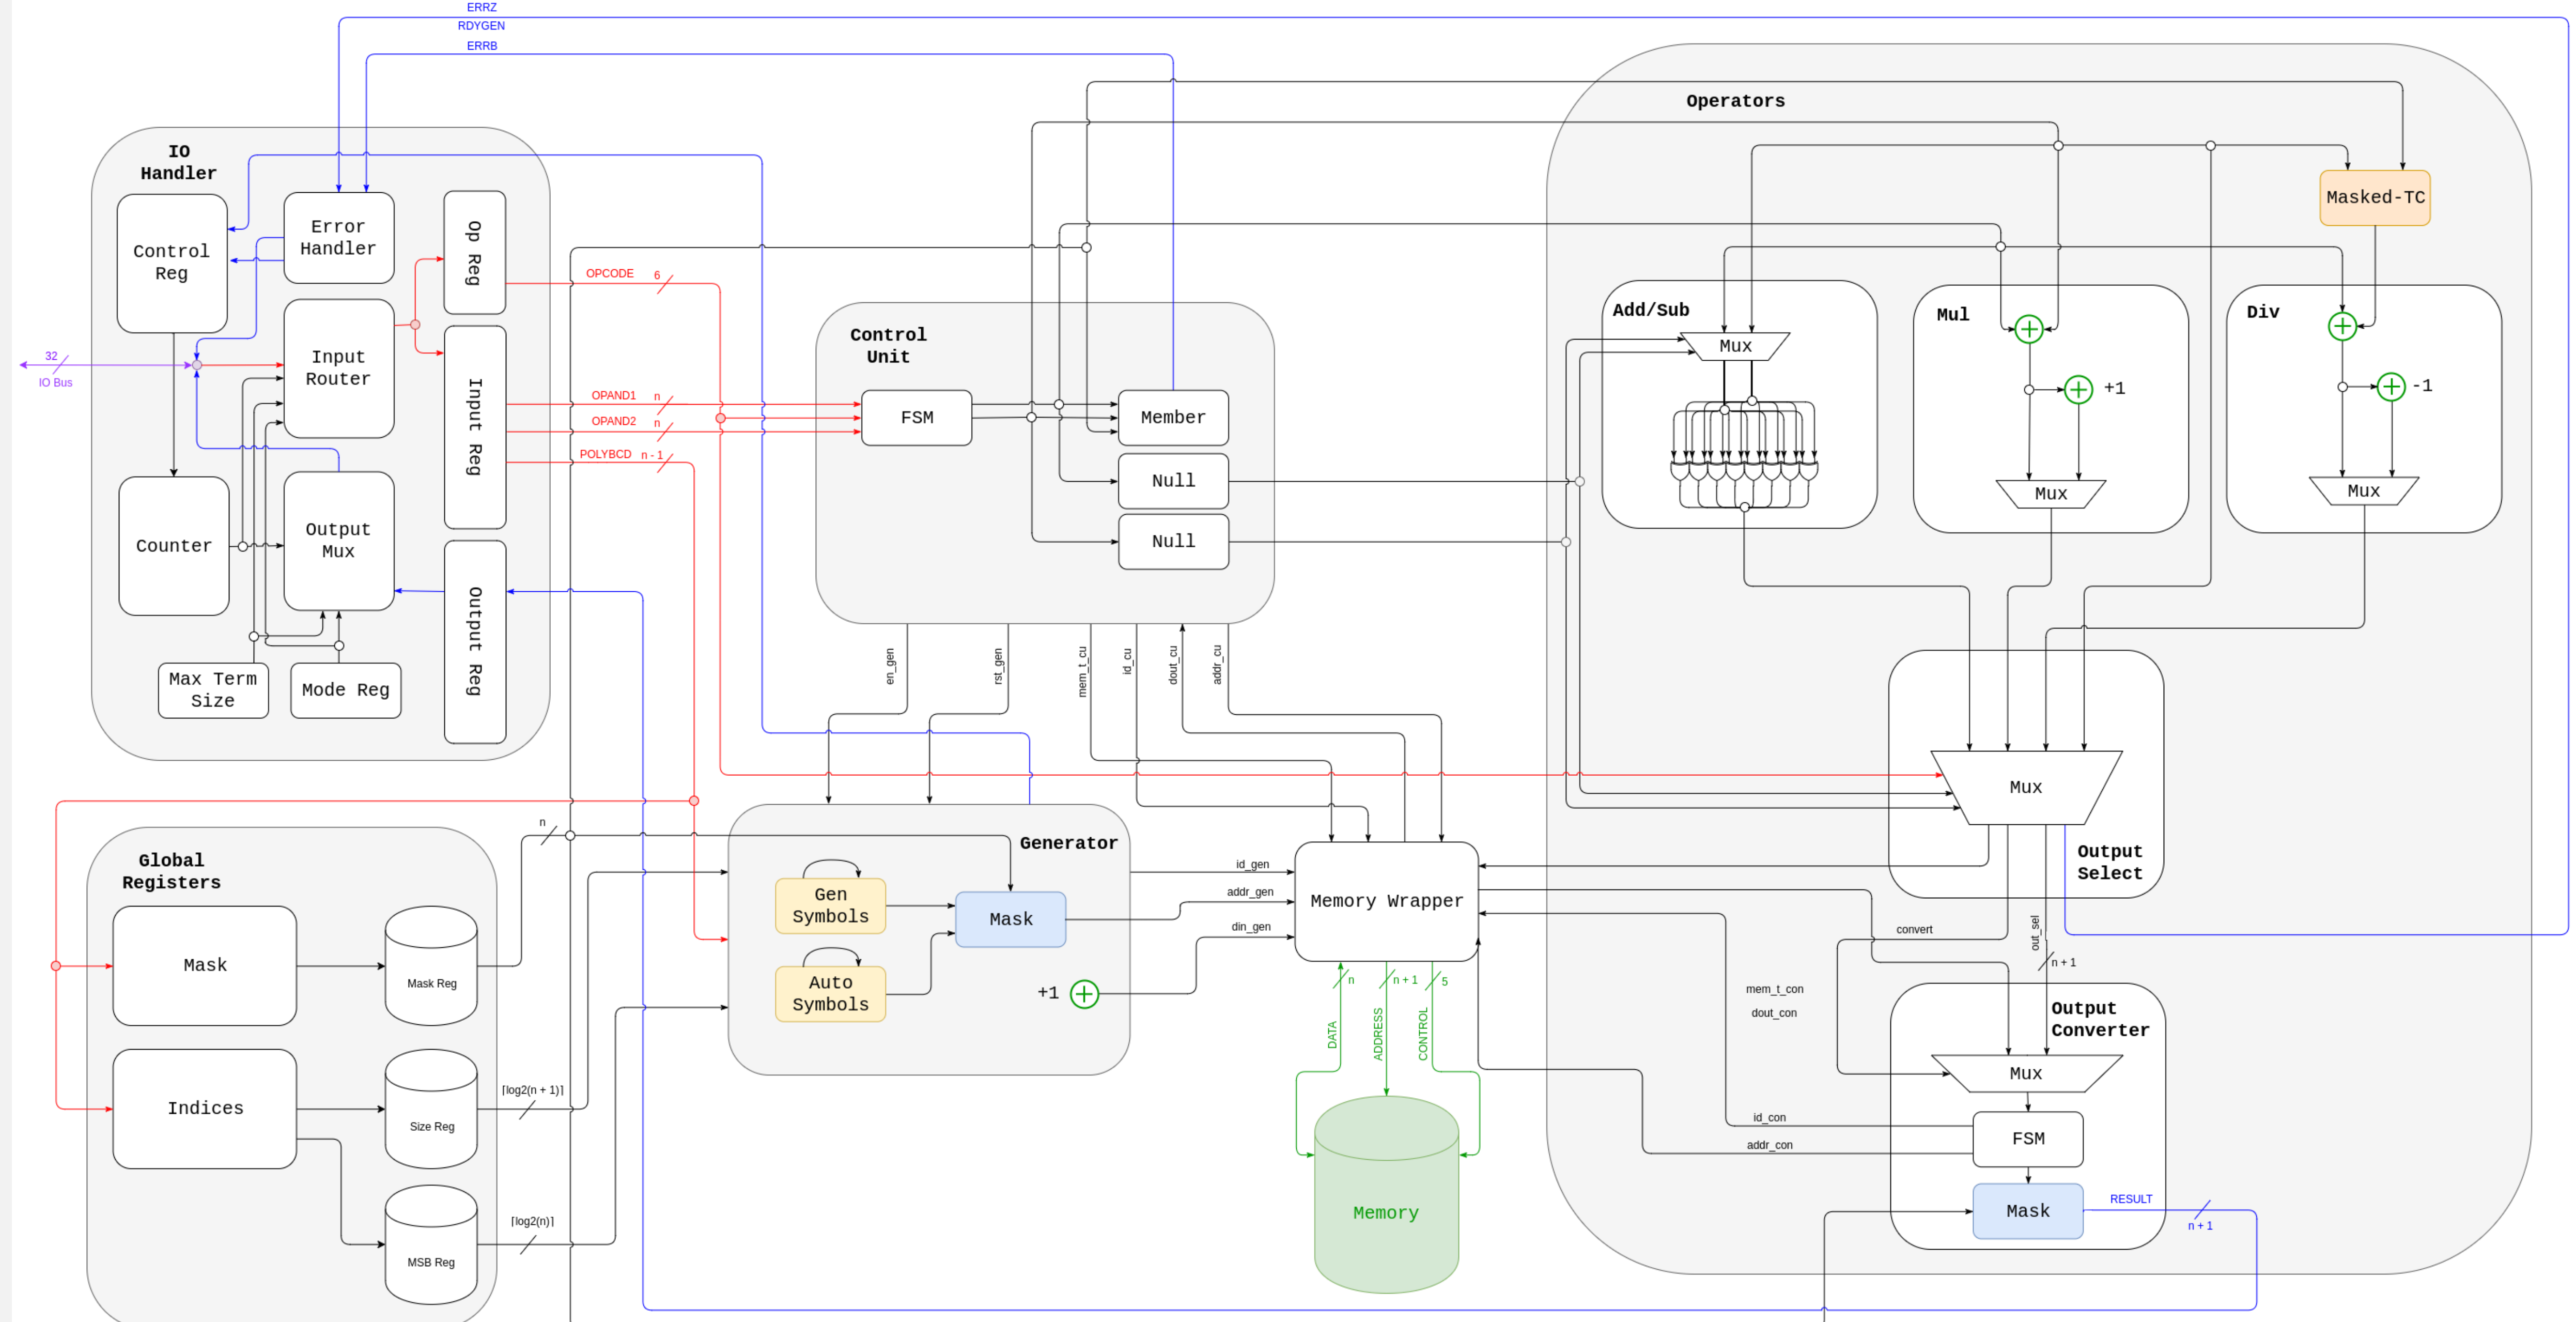 ERRZ
RDYGEN
ERRB
IO
Handler
Control
Reg
Error
Handler
Op Reg
Input
Router
Input Reg
32
IO Bus
Counter
Output
Mux
Output Reg
Max Term
Size
Mode Reg
OPCODE 6
OPAND1 n
OPAND2 n
POLYBCD n - 1
Control
Unit
FSM
Member
Null
Null
en_gen
rst_gen
mem_t_cu
id_cu
dout_cu
addr_cu
Operators
Masked-TC
Add/Sub
Mux
Mul
+1
Mux
Div
-1
Mux
Mux
Output
Select
Global
Registers
Mask
Mask Reg
n
Indices
Size Reg
⌈log2(n + 1)⌉
MSB Reg
⌈log2(n)⌉
Generator
Gen
Symbols
Auto
Symbols
Mask
+1
id_gen
addr_gen
din_gen
Memory Wrapper
n
n + 1
5
DATA
ADDRESS
CONTROL
Memory
convert
out_sel
n + 1
mem_t_con
dout_con
id_con
addr_con
Output
Converter
Mux
FSM
Mask
RESULT
n + 1